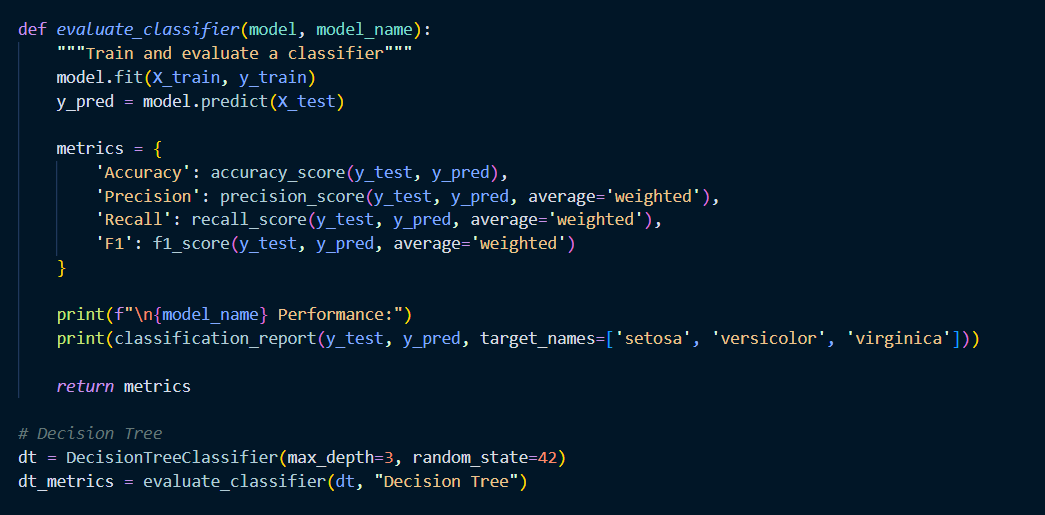 def evaluate_classifier(model, model_name):
    """Train and evaluate a classifier"""
    model.fit(X_train, y_train)
    y_pred = model.predict(X_test)

    metrics = {
        'Accuracy': accuracy_score(y_test, y_pred),
        'Precision': precision_score(y_test, y_pred, average='weighted'),
        'Recall': recall_score(y_test, y_pred, average='weighted'),
        'F1': f1_score(y_test, y_pred, average='weighted')
    }

    print(f"\n{model_name} Performance:")
    print(classification_report(y_test, y_pred, target_names=['setosa', 'versicolor', 'virginica']))

    return metrics

# Decision Tree
dt = DecisionTreeClassifier(max_depth=3, random_state=42)
dt_metrics = evaluate_classifier(dt, "Decision Tree")